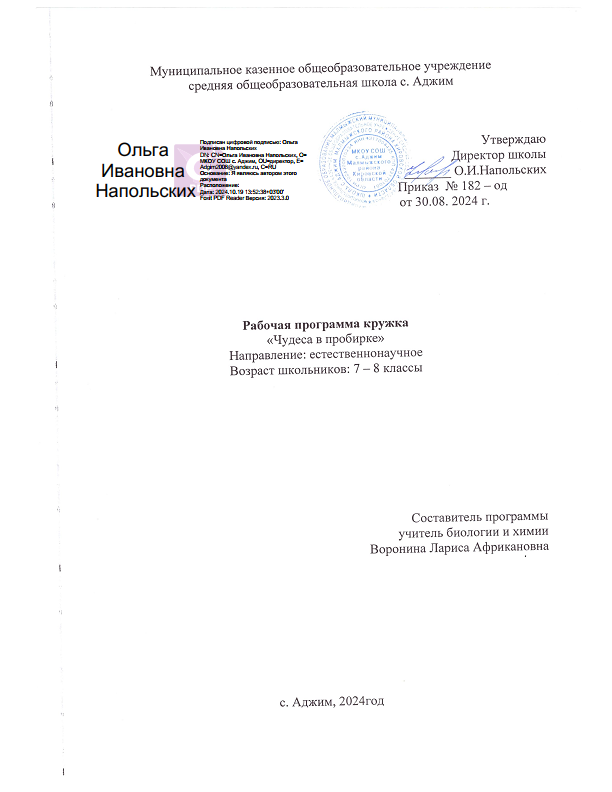 Муниципальное казенное общеобразовательное учреждение
средняя общеобразовательная школа с. Аджим
Ольга
Ивановна
Напольских
Подписан цифровой подписью: Ольга
Ивановна Напольских
DN: CN=Ольга Ивановна Напольских, O=
МКОУ СОШ с. Аджим, OU=директор, E=
Adgim2008@yandex.ru, C=RU
Основание: Я являюсь автором этого
документа
Расположение:
Дата: 2024.10.19 13:52:38+03'00'
Foxit PDF Reader Версия: 2023.3.0
МКОУ СОШ
с. Аджим
Малмыжского
района
Кировской
области
Утверждаю
Директор школы
О.И.Напольских
Приказ № 182 – од
от 30.08. 2024 г.
Рабочая программа кружка
«Чудеса в пробирке»
Направление: естественнонаучное
Возраст школьников: 7 – 8 классы
Составитель программы
учитель биологии и химии
Воронина Лариса Африкановна
с. Аджим, 2024год